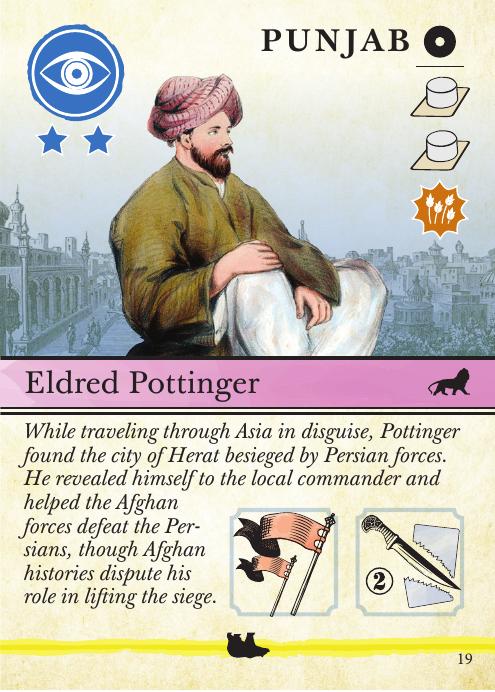 PUNJAB
Eldred Pottinger
While traveling through Asia in disguise, Pottinger
found the city of Herat besieged by Persian forces.
He revealed himself to the local commander and
helped the Afghan
forces defeat the Per-
sians, though Afghan
histories dispute his
role in lifting the siege.
2
19